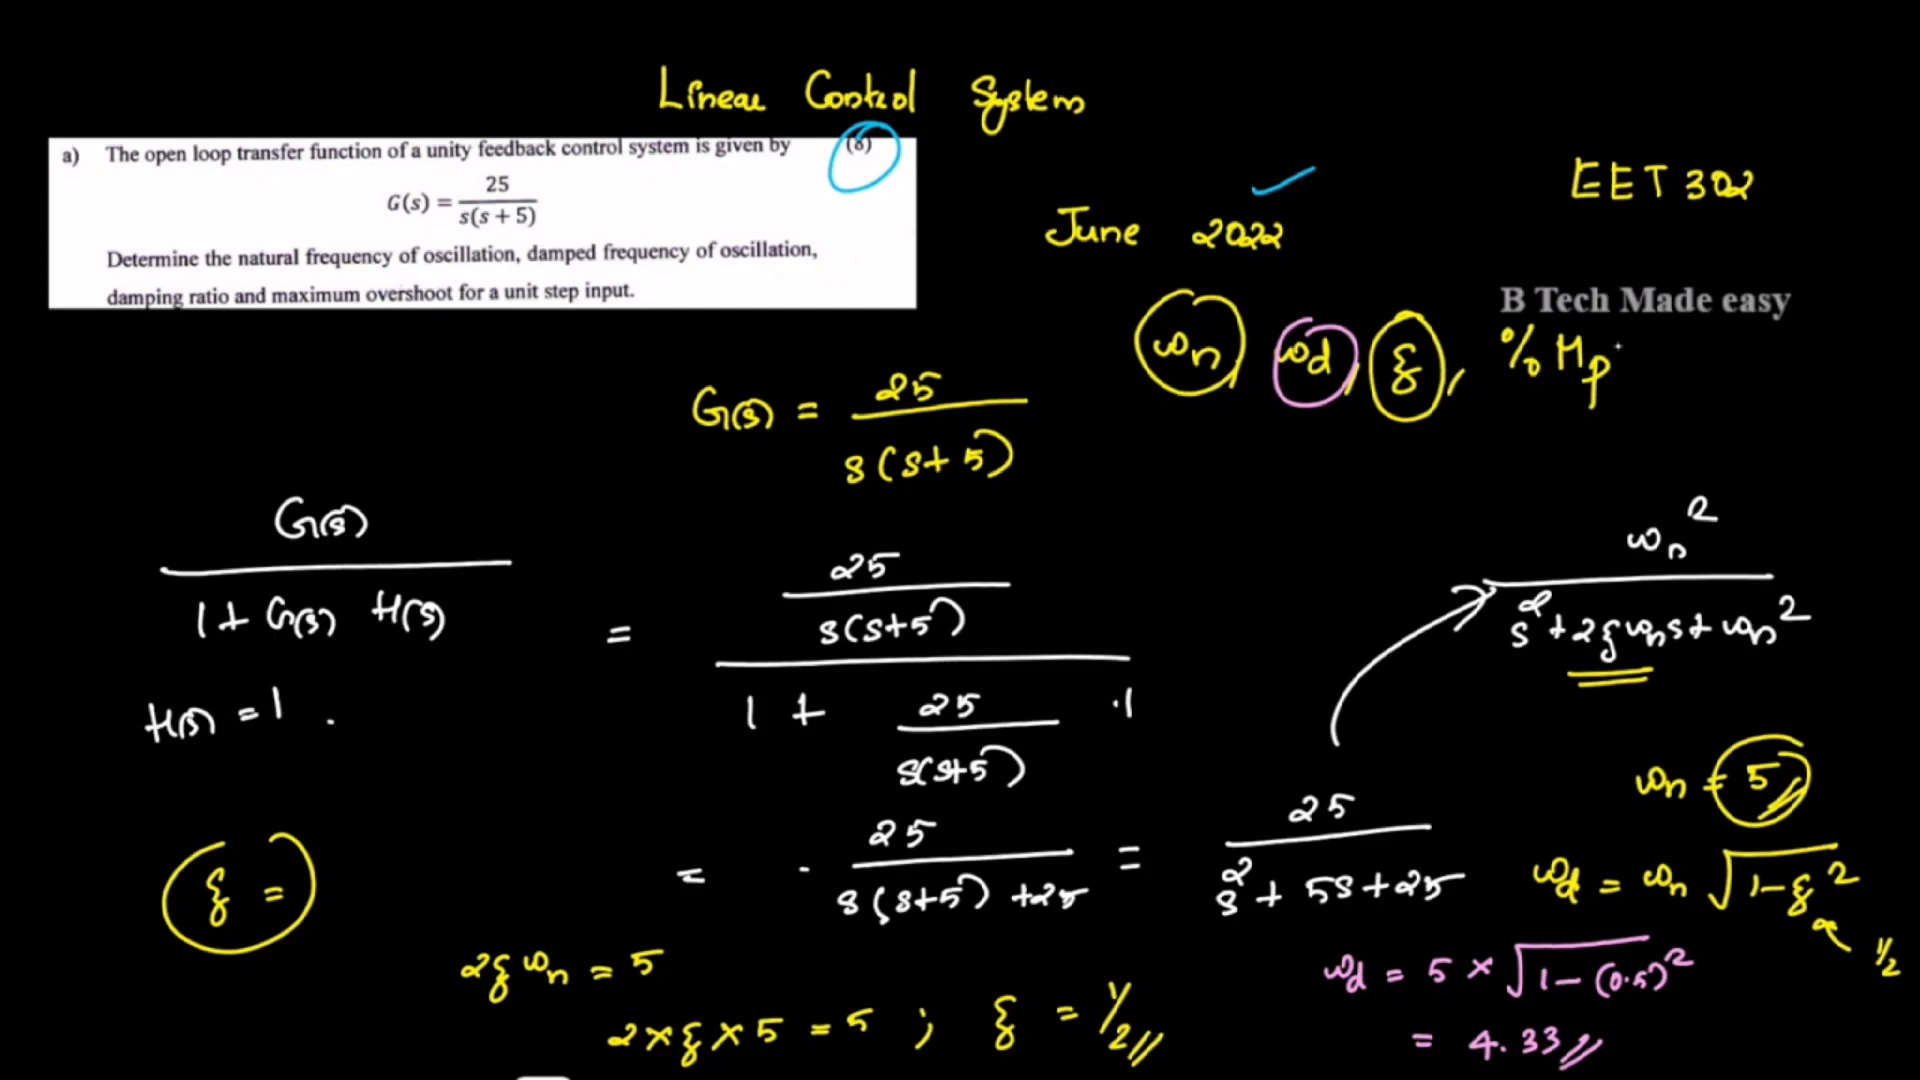 Linear Control System
a) The open loop transfer function of a unity feedback control system is given by (8)
G(s) = 25 / s(s + 5)
Determine the natural frequency of oscillation, damped frequency of oscillation,
damping ratio and maximum overshoot for a unit step input.
June 2022
EET 302
B Tech Made easy
ωn, ωd, ξ, % Mp
G(s) = 25 / s(s+5)
G(s) / 1 + G(s) H(s) = 25 / s(s+5) / 1 + 25 / s(s+5) .1
H(s) = 1 .
ωn² / s² + 2ξωns + ωn²
= 25 / s(s+5) + 25 = 25 / s² + 5s + 25
ωn = 5
ξ =
ωd = ωn √1-ξ²
1/2
2ξωn = 5
2 × ξ × 5 = 5 ; ξ = 1/2
ωd = 5 × √1-(0.5)²
= 4.33